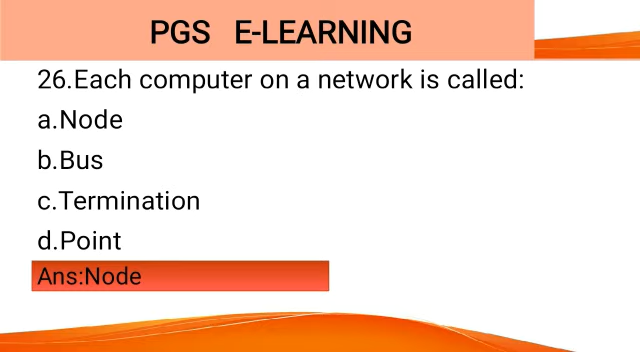 PGS E-LEARNING
26.Each computer on a network is called:
a.Node
b.Bus
c.Termination
d.Point
Ans:Node